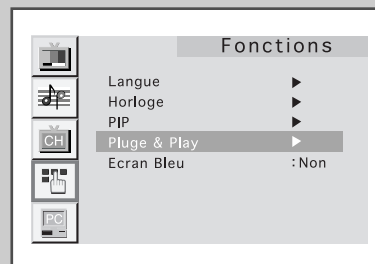 Fonctions
Langue ▶
Horloge ▶
PIP ▶
CH
Pluge & Play ▶
Ecran Bleu : Non
PC